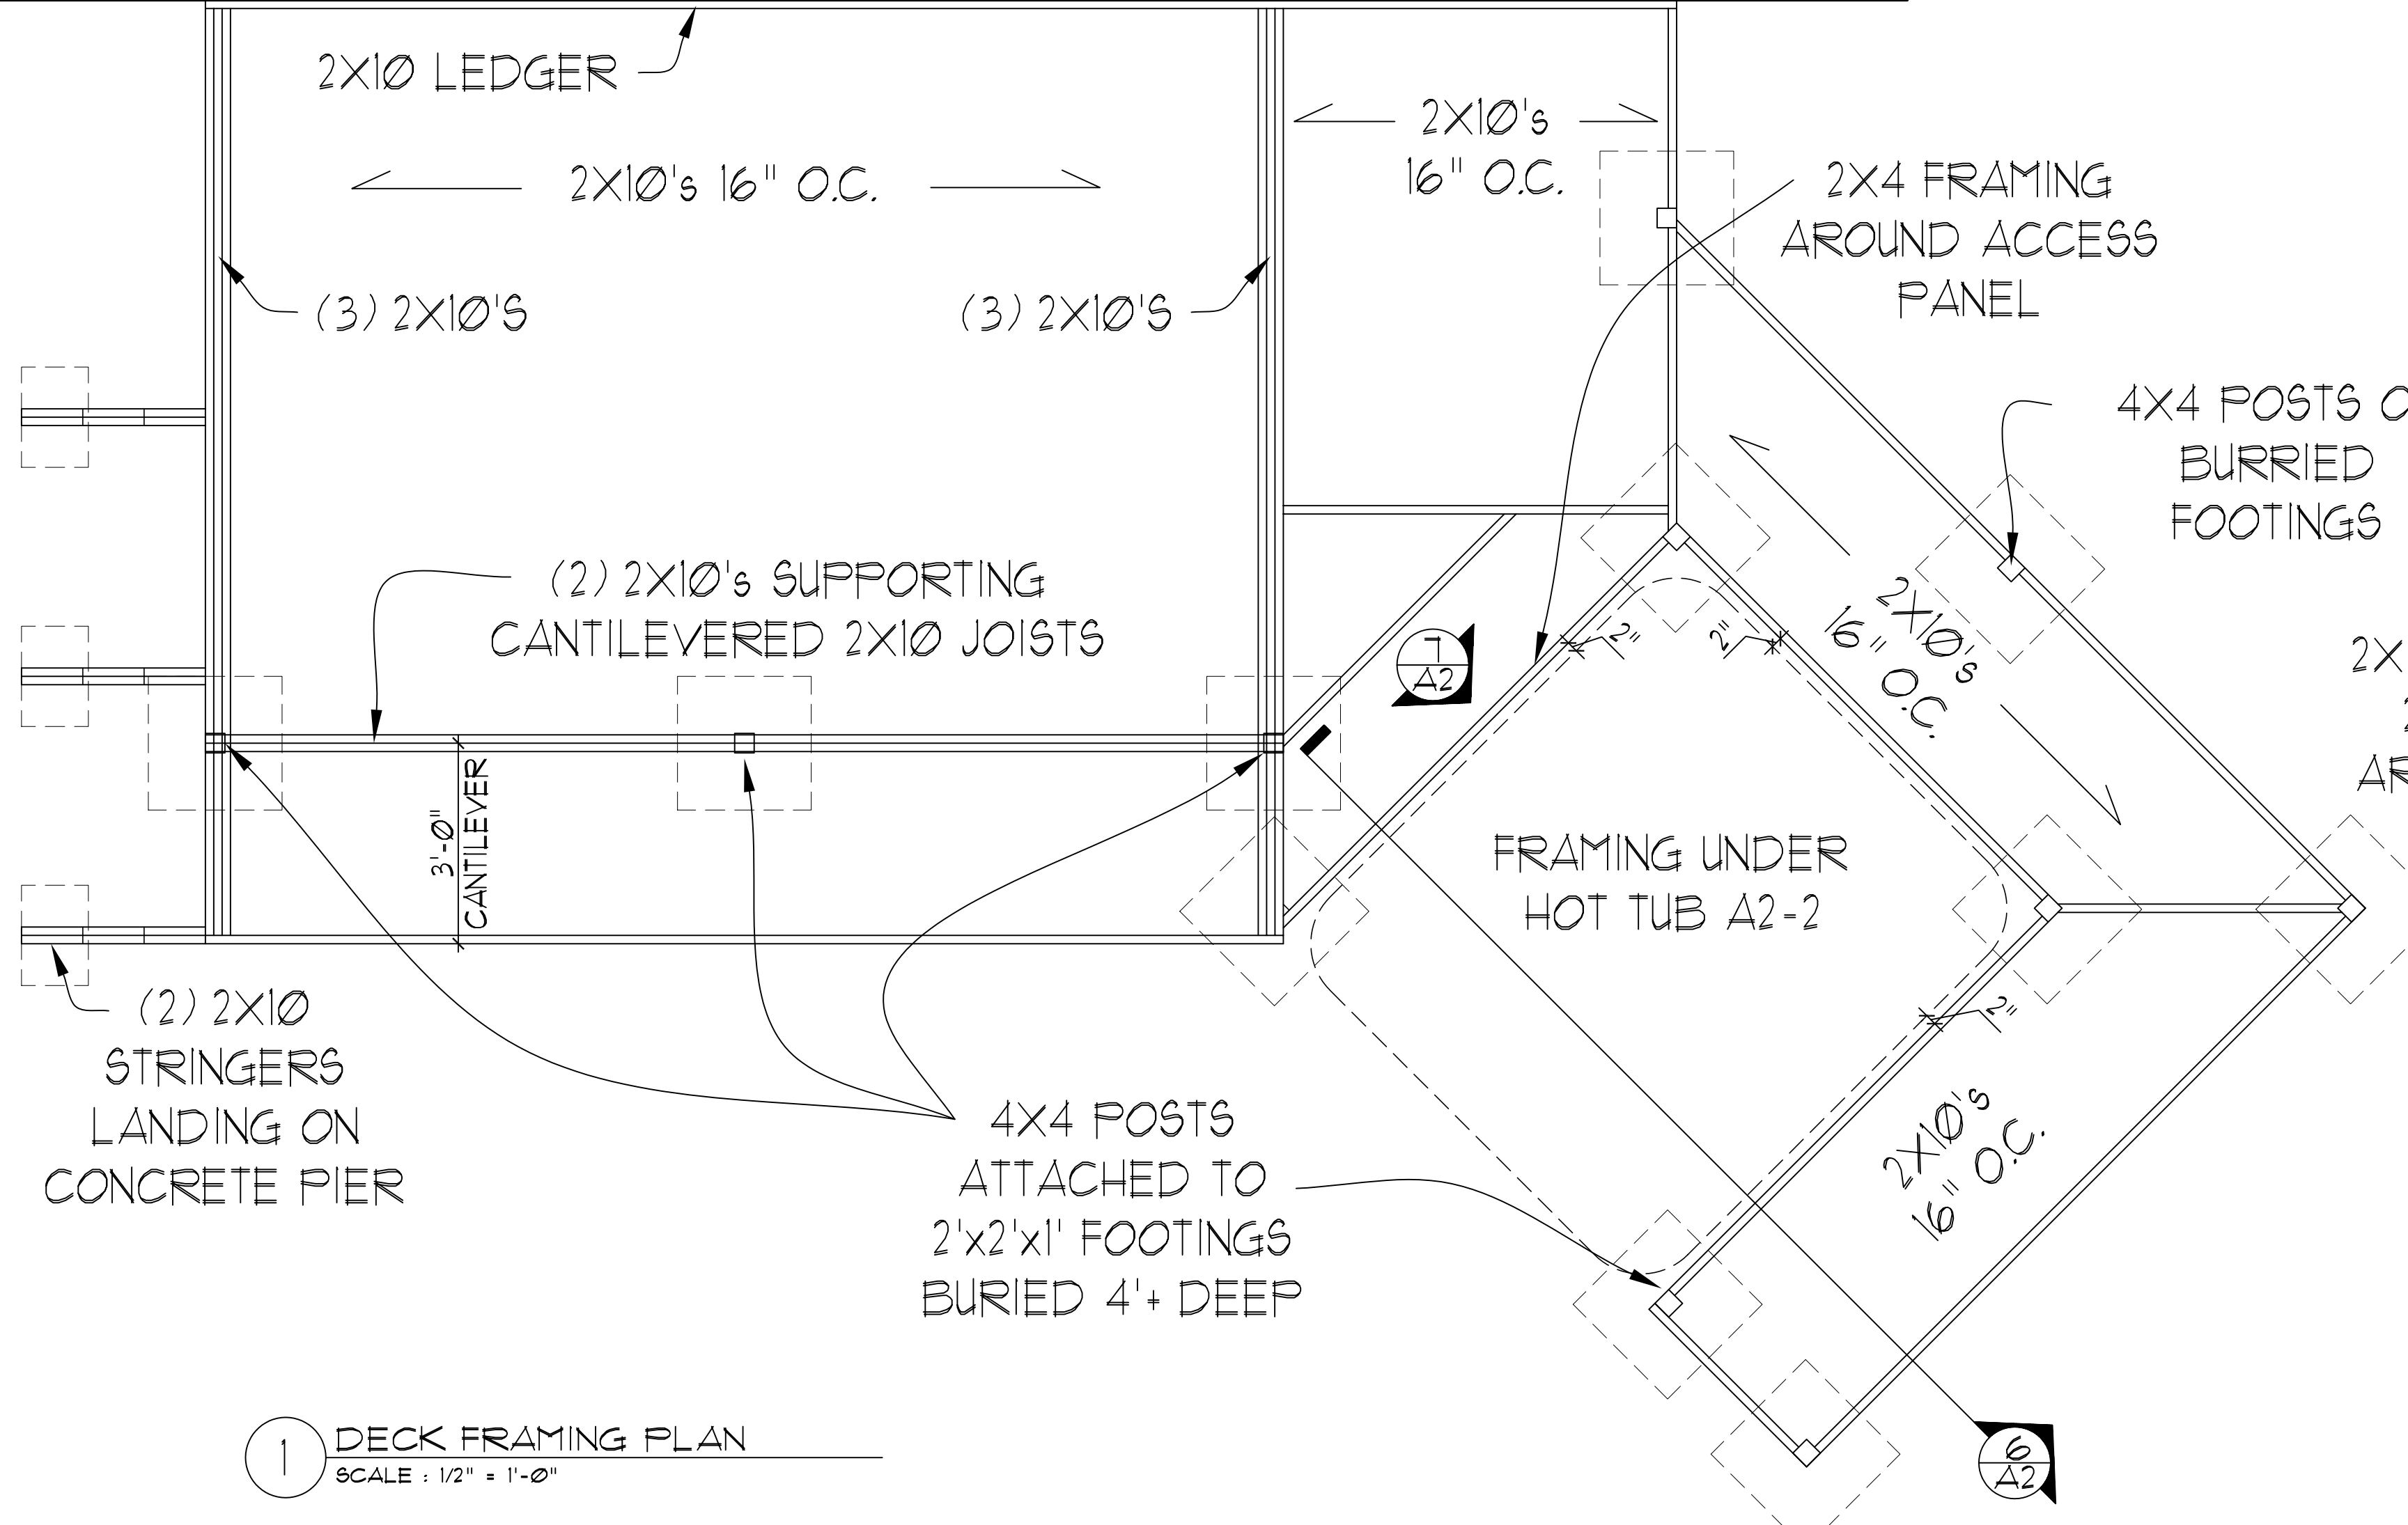 2X10 LEDGER
2X10's 16" O.C.
2X10's
16" O.C.
2X4 FRAMING
AROUND ACCESS
PANEL
(3) 2X10'S
(3) 2X10'S
4X4 POSTS
BURRIED
FOOTINGS
(2) 2X10's SUPPORTING
CANTILEVERED 2X10 JOISTS
2"
2"
2X10's
16" O.C.
A2
3'-0"
CANTILEVER
FRAMING UNDER
HOT TUB A2-2
(2) 2X10
STRINGERS
LANDING ON
CONCRETE PIER
2"
4X4 POSTS
ATTACHED TO
2'x2'x1' FOOTINGS
BURIED 4'+ DEEP
2X10's
16" O.C.
1
DECK FRAMING PLAN
SCALE : 1/2" = 1'-0"
6
A2